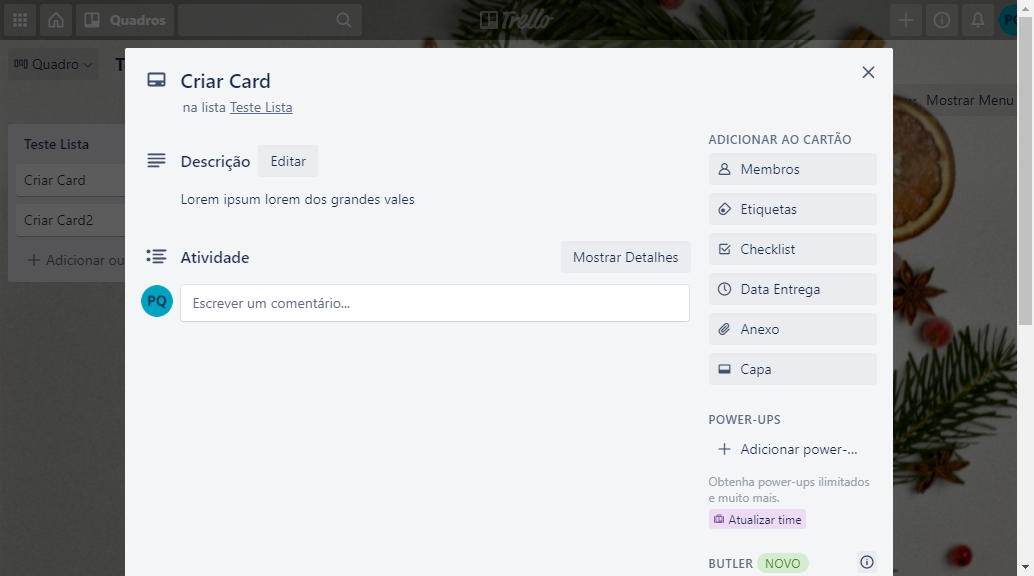 Quadros
Trello
Quadro
Mostrar Menu
Teste Lista
Criar Card
Criar Card2
Adicionar ou
Criar Card
na lista Teste Lista
Descrição
Editar
Lorem ipsum lorem dos grandes vales
Atividade
Mostrar Detalhes
PQ
Escrever um comentário...
ADICIONAR AO CARTÃO
Membros
Etiquetas
Checklist
Data Entrega
Anexo
Capa
POWER-UPS
Adicionar power-...
Obtenha power-ups ilimitados
e muito mais.
Atualizar time
BUTLER NOVO